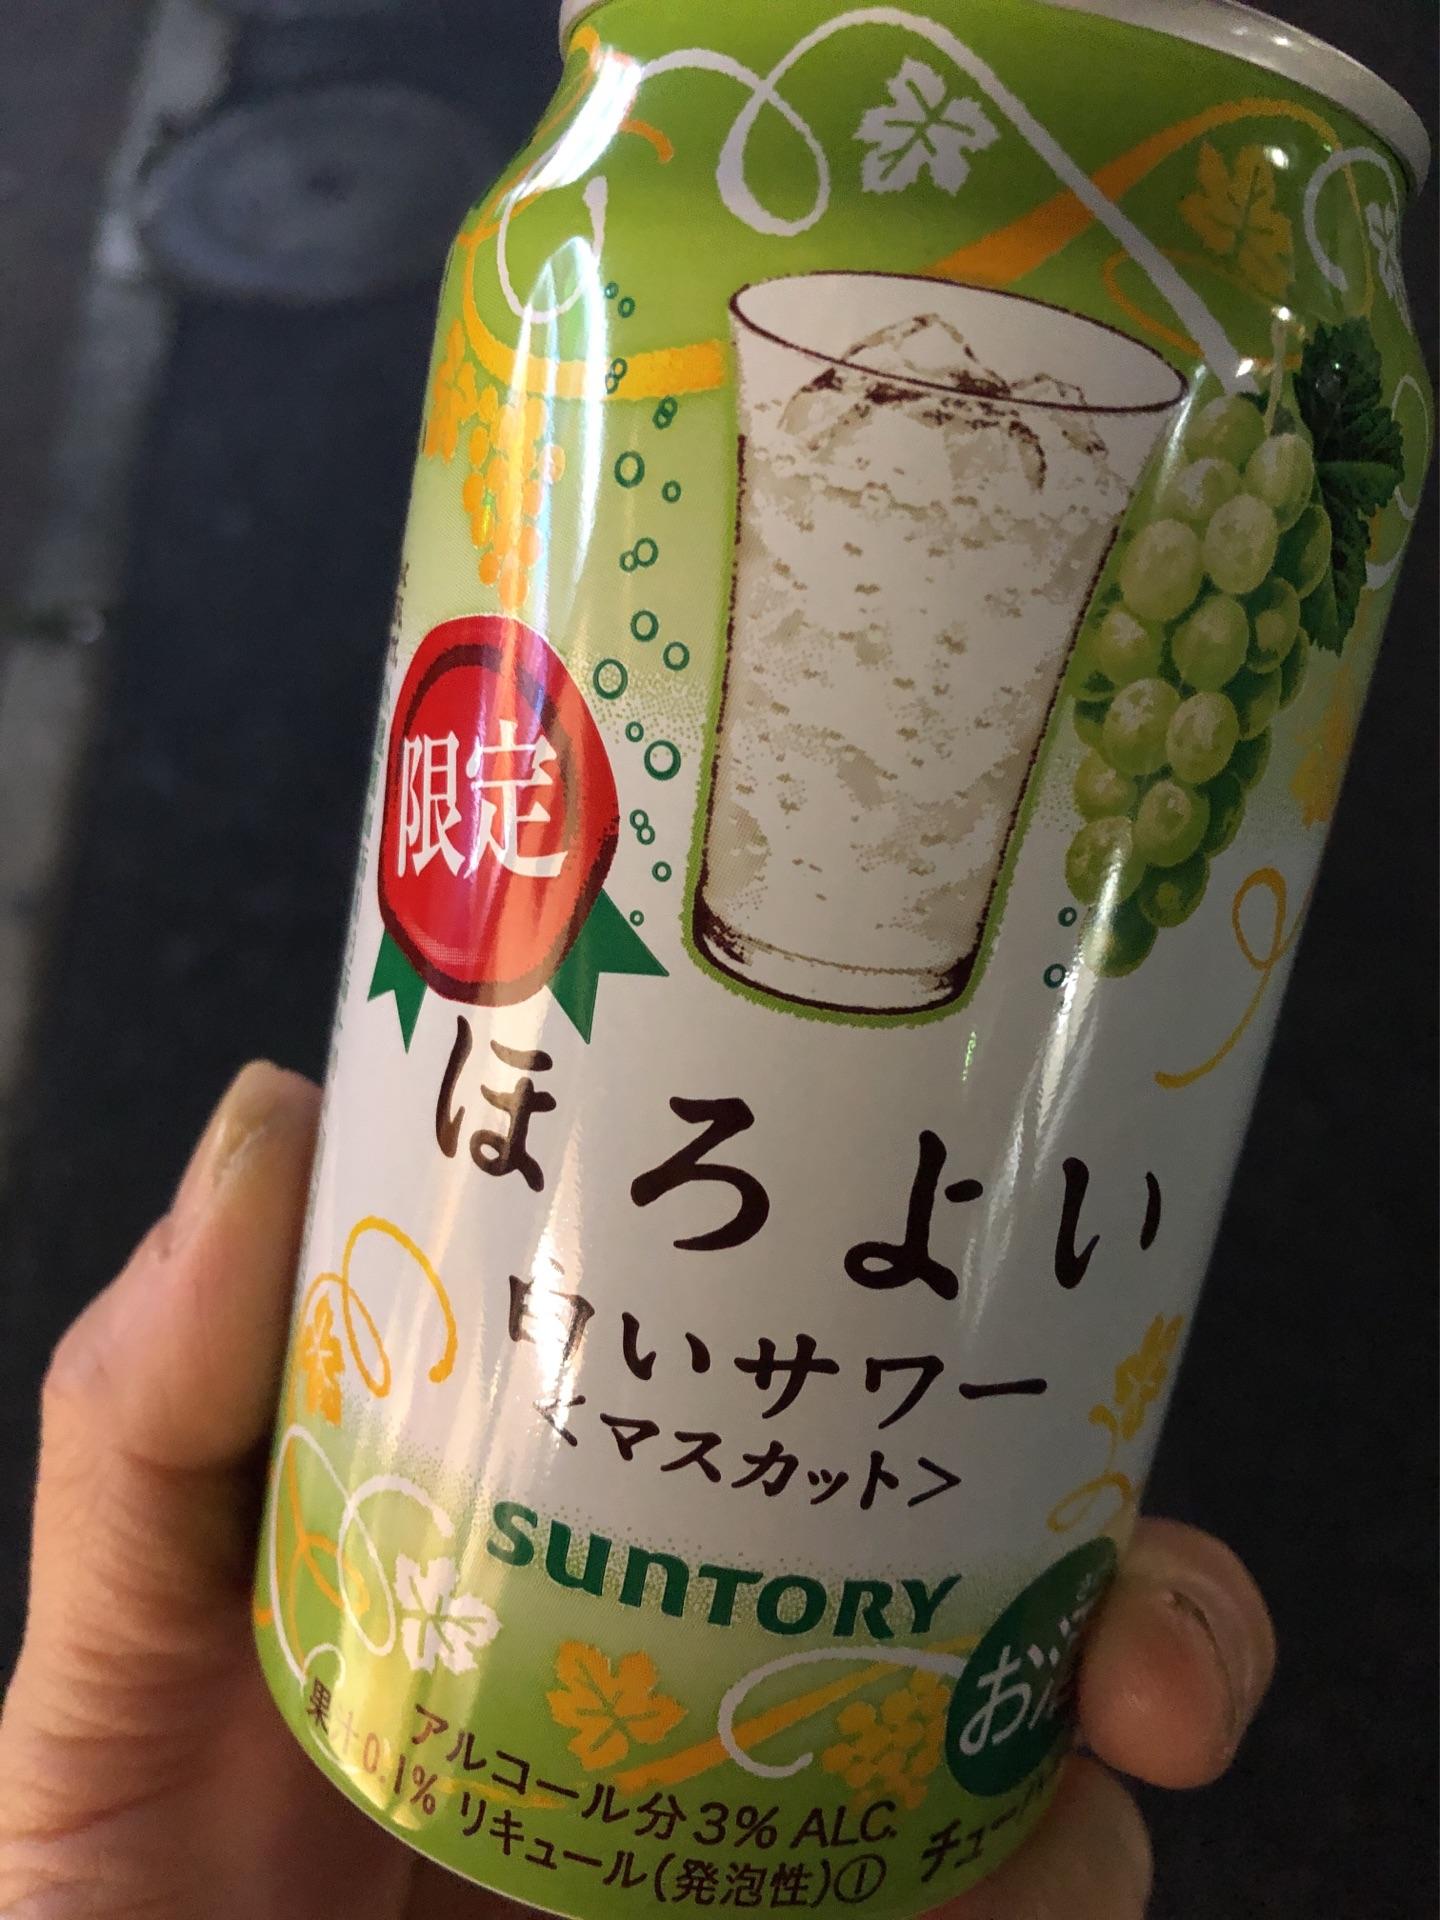 限定
ほろよい
白いサワー
<マスカット>
SUNTORY
アルコール分3% ALC.
果汁0.1% リキュール(発泡性)①